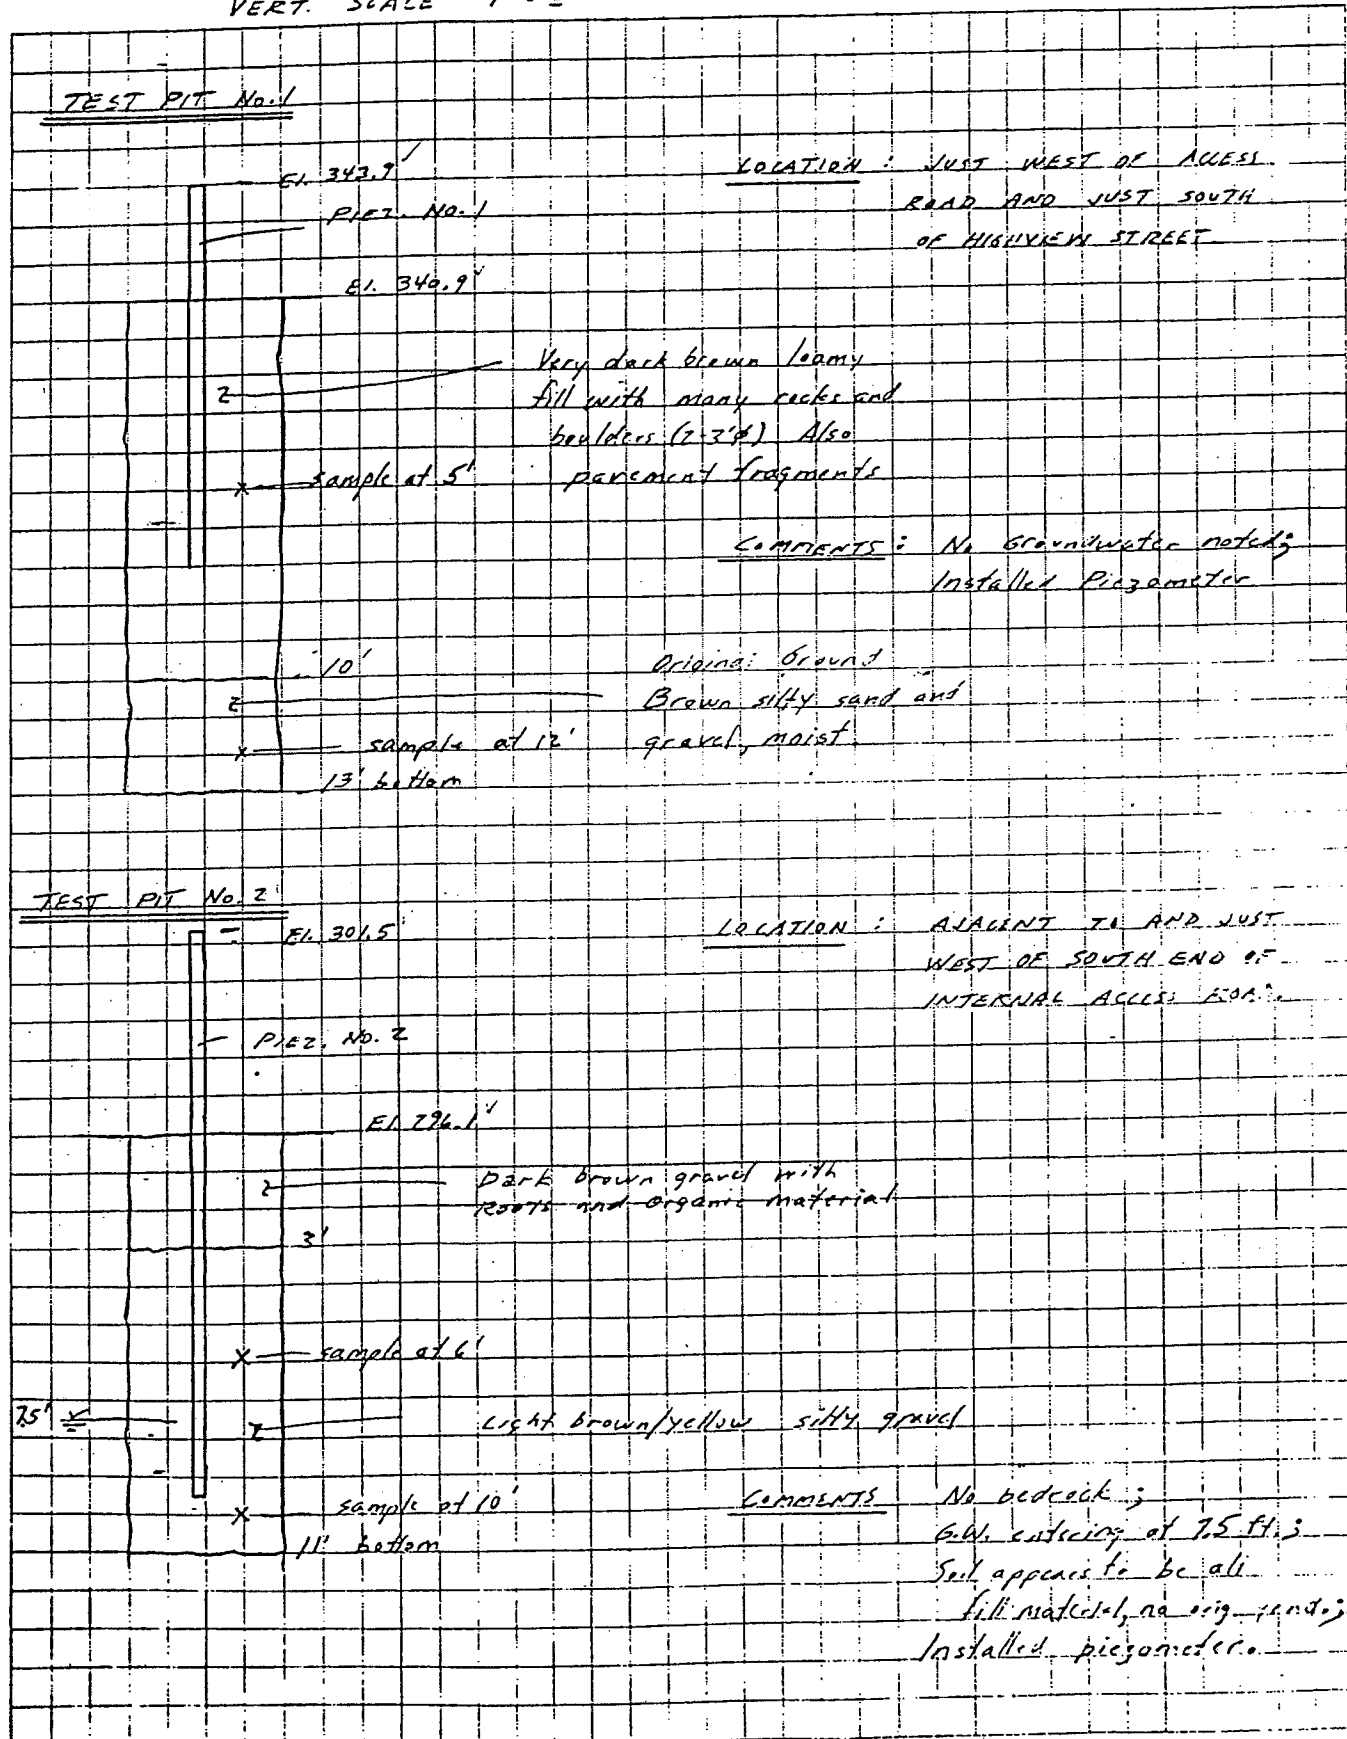 VERT. SCALE
TEST PIT No. 1
El. 343.9'
PIEZ. NO. 1
LOCATION : JUST WEST OF ACCESS
ROAD AND JUST SOUTH
OF HIGHVIEW STREET
El. 340.9'
Very dark brown loamy
fill with many rocks and
boulders (2-3'ø) Also
pavement fragments
sample at 5'
COMMENTS : No Groundwater noted;
Installed Piezometer
10'
Original Ground
Brown silty sand and
gravel, moist
sample at 12'
13' bottom
TEST PIT No. 2
El. 301.5
LOCATION : AJACENT TO AND JUST
WEST OF SOUTH END OF
INTERNAL ACCESS ROAD.
PIEZ. NO. 2
El. 296.1'
Dark brown gravel with
Roots and Organic material
3'
sample at 6'
7.5'
Light brown/yellow silty gravel
sample at 10'
11' bottom
COMMENTS No bedrock ;
G.W. entering at 7.5 ft. ;
Soil appears to be all
fill material, no orig.
Installed piezometer.